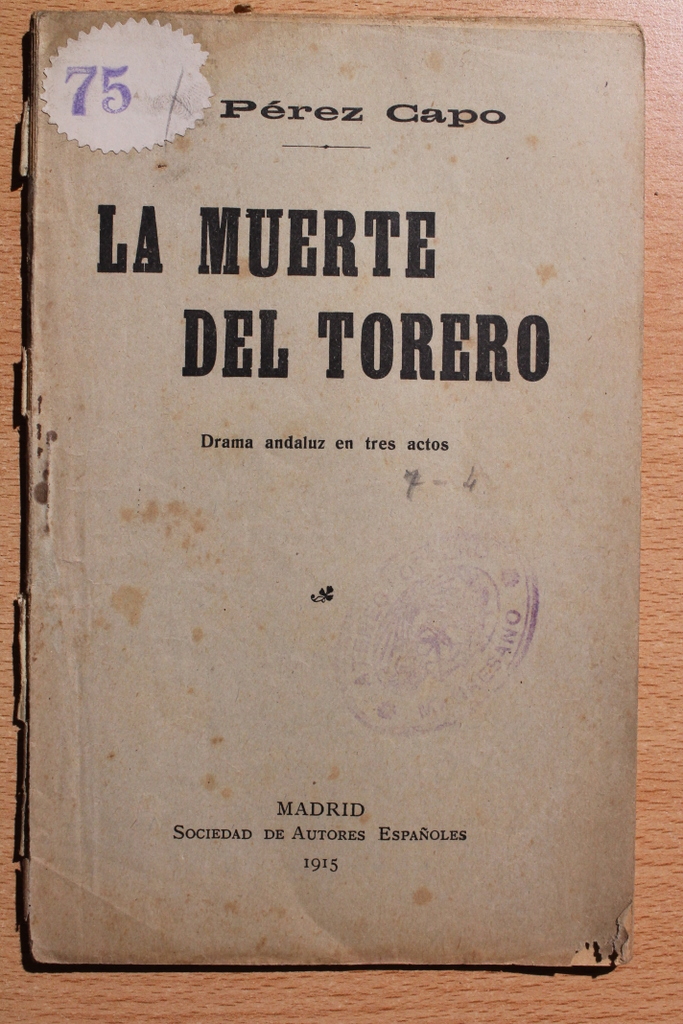 75
Pérez Capo
LA MUERTE
DEL TORERO
Drama andaluz en tres actos
7-4
MADRID
SOCIEDAD DE AUTORES ESPAÑOLES
1915